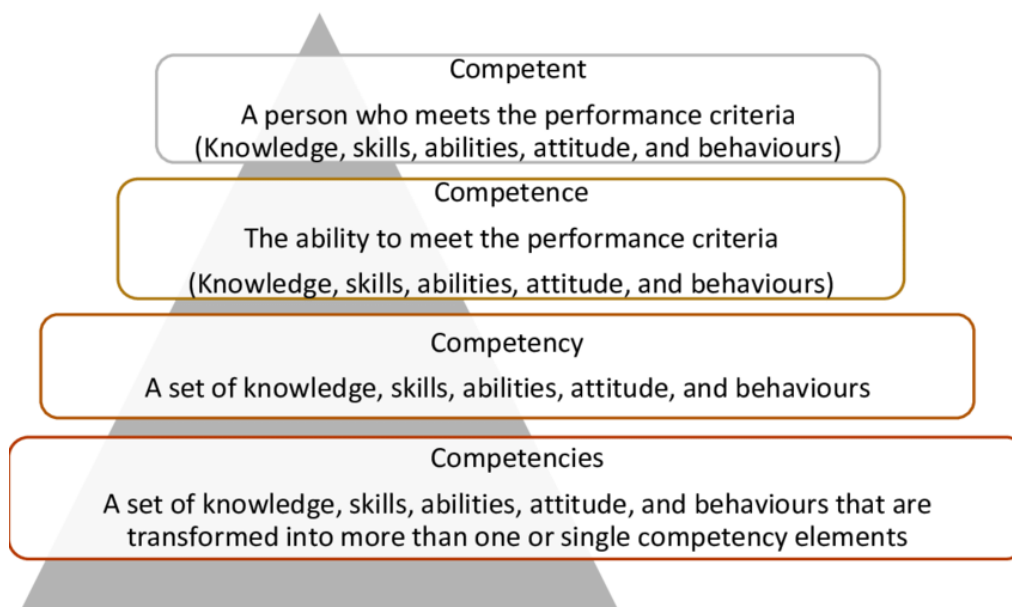 Competent
A person who meets the performance criteria
(Knowledge, skills, abilities, attitude, and behaviours)
Competence
The ability to meet the performance criteria
(Knowledge, skills, abilities, attitude, and behaviours)
Competency
A set of knowledge, skills, abilities, attitude, and behaviours
Competencies
A set of knowledge, skills, abilities, attitude, and behaviours that are
transformed into more than one or single competency elements